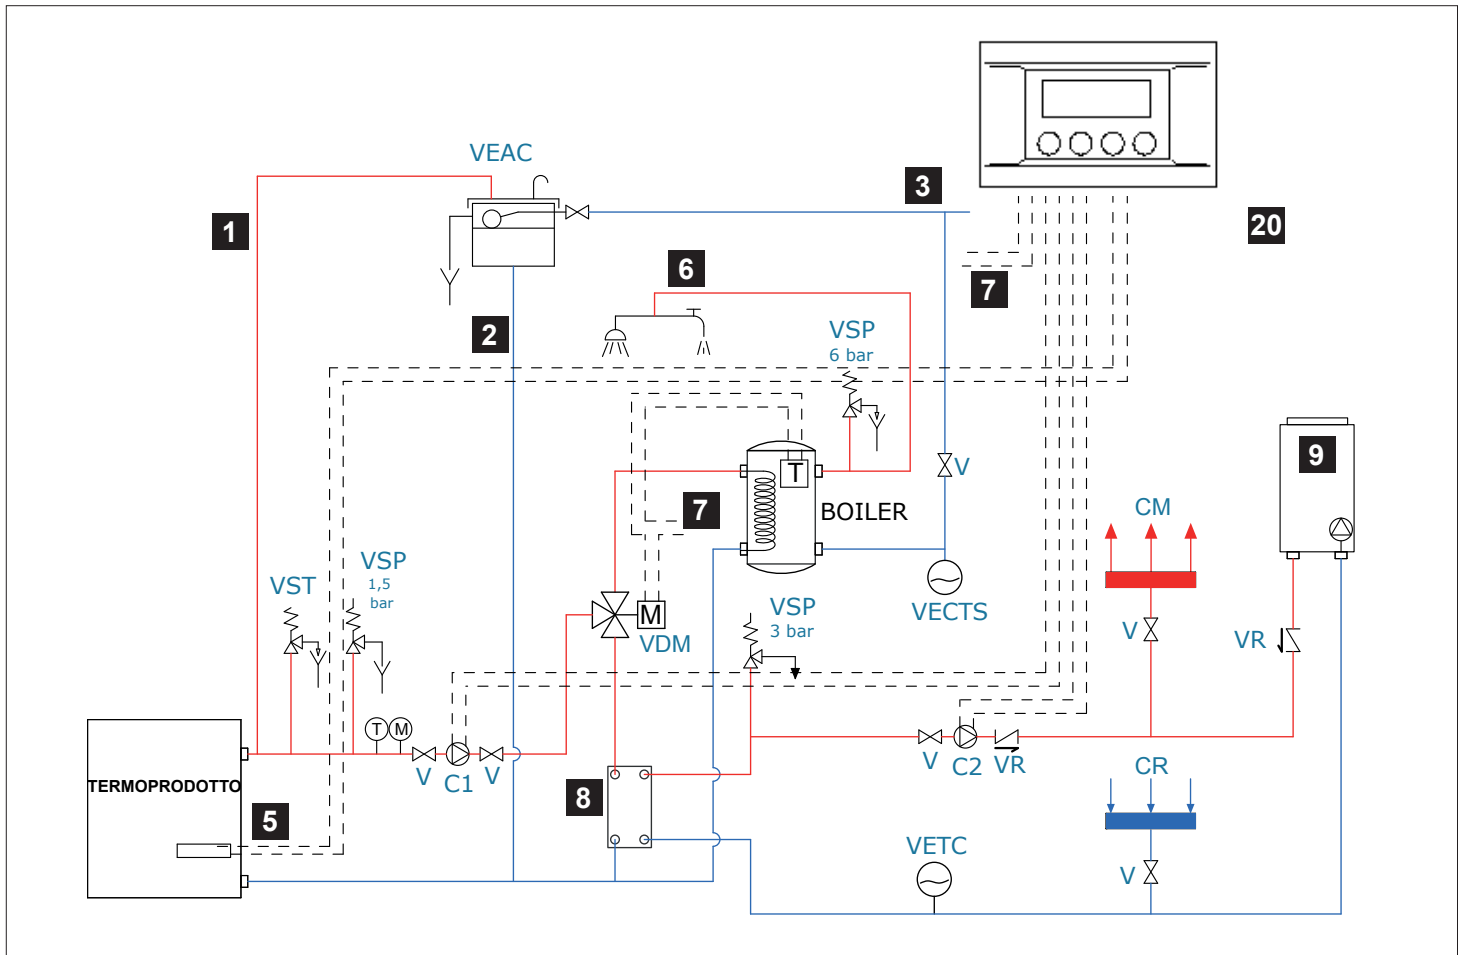 VEAC
3
1
20
6
7
2
VSP
6 bar
9
V
T
CM
7
BOILER
VSP
1,5
bar
VST
VSP
3 bar
VECTS
M
VDM
V
VR
T
M
V
C1
V
V
C2
VR
CR
TERMOPRODOTTO
8
5
VETC
V